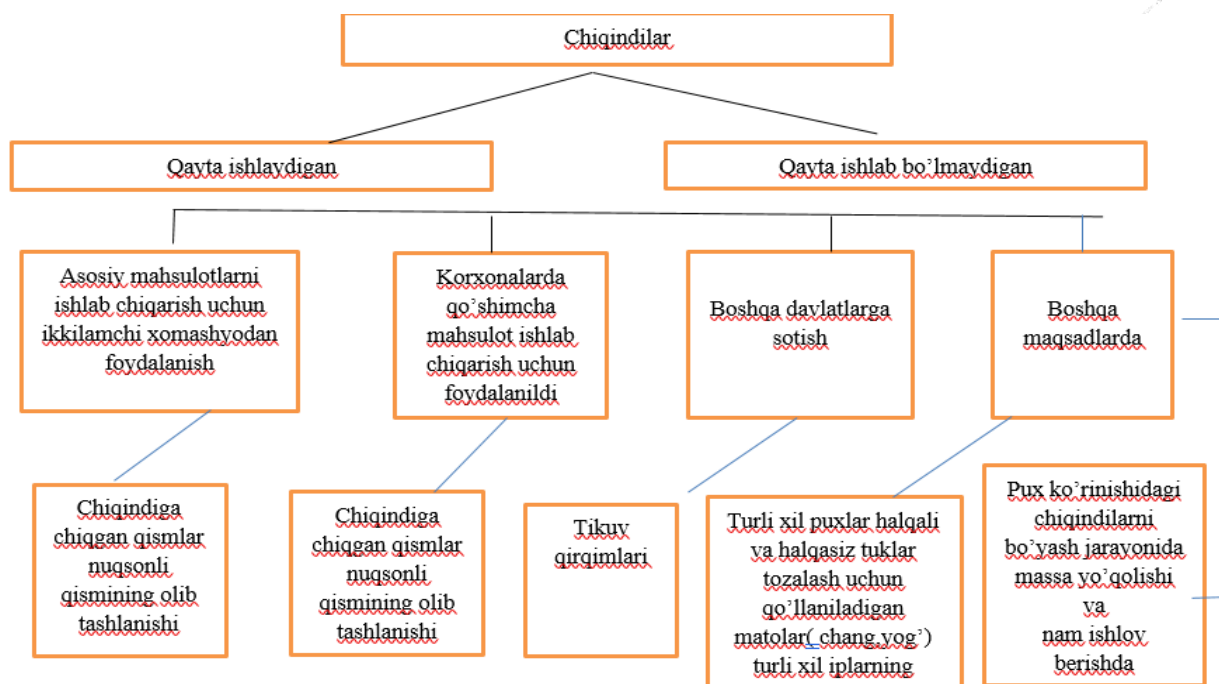 Chiqindilar
Qayta ishlaydigan
Qayta ishlab bo’lmaydigan
Asosiy mahsulotlarni
ishlab chiqarish uchun
ikkilamchi xomashyodan
foydalanish
Korxonalarda
qo’shimcha
mahsulot ishlab
chiqarish uchun
foydalanildi
Boshqa davlatlarga
sotish
Boshqa
maqsadlarda
Chiqindiga
chiqgan qismlar
nuqsonli
qismining olib
tashlanishi
Chiqindiga
chiqgan qismlar
nuqsonli
qismining olib
tashlanishi
Tikuv
qirqimlari
Turli xil puxlar halqali
va halqasiz tuklar
tozalash uchun
qo’llaniladigan
matolar( chang,yog’)
turli xil iplarning
Pux ko’rinishidagi
chiqindilarni
bo’yash jarayonida
massa yo’qolishi
va
nam ishlov
berishda